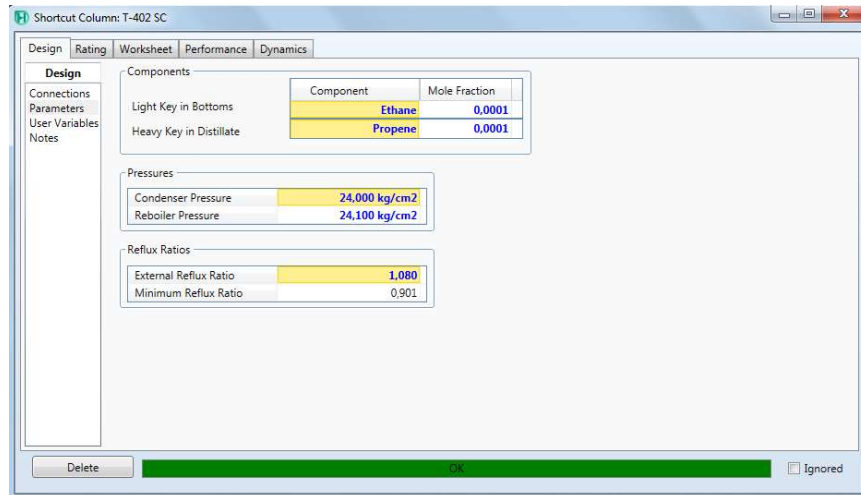 Shortcut Column: T-402 SC
Design Rating Worksheet Performance Dynamics
Design
Connections
Parameters
User Variables
Notes
Components
Component Mole Fraction
Light Key in Bottoms Ethane 0,0001
Heavy Key in Distillate Propene 0,0001
Pressures
Condenser Pressure 24,000 kg/cm2
Reboiler Pressure 24,100 kg/cm2
Reflux Ratios
External Reflux Ratio 1,080
Minimum Reflux Ratio 0,901
Delete OK Ignored